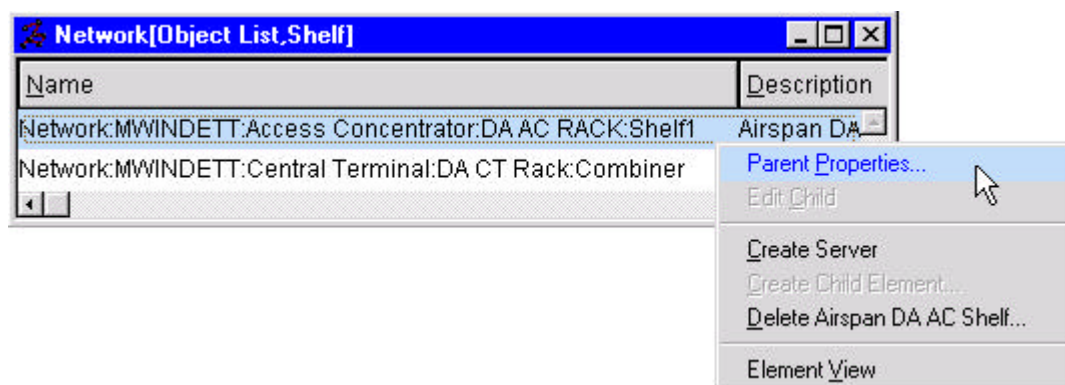 Network[Object List,Shelf]
Name Description
Network:MWINDETT:Access Concentrator:DA AC RACK:Shelf1 Airspan DA
Network:MWINDETT:Central Terminal:DA CT Rack:Combiner
Parent Properties...
Edit Child
Create Server
Create Child Element...
Delete Airspan DA AC Shelf...
Element View